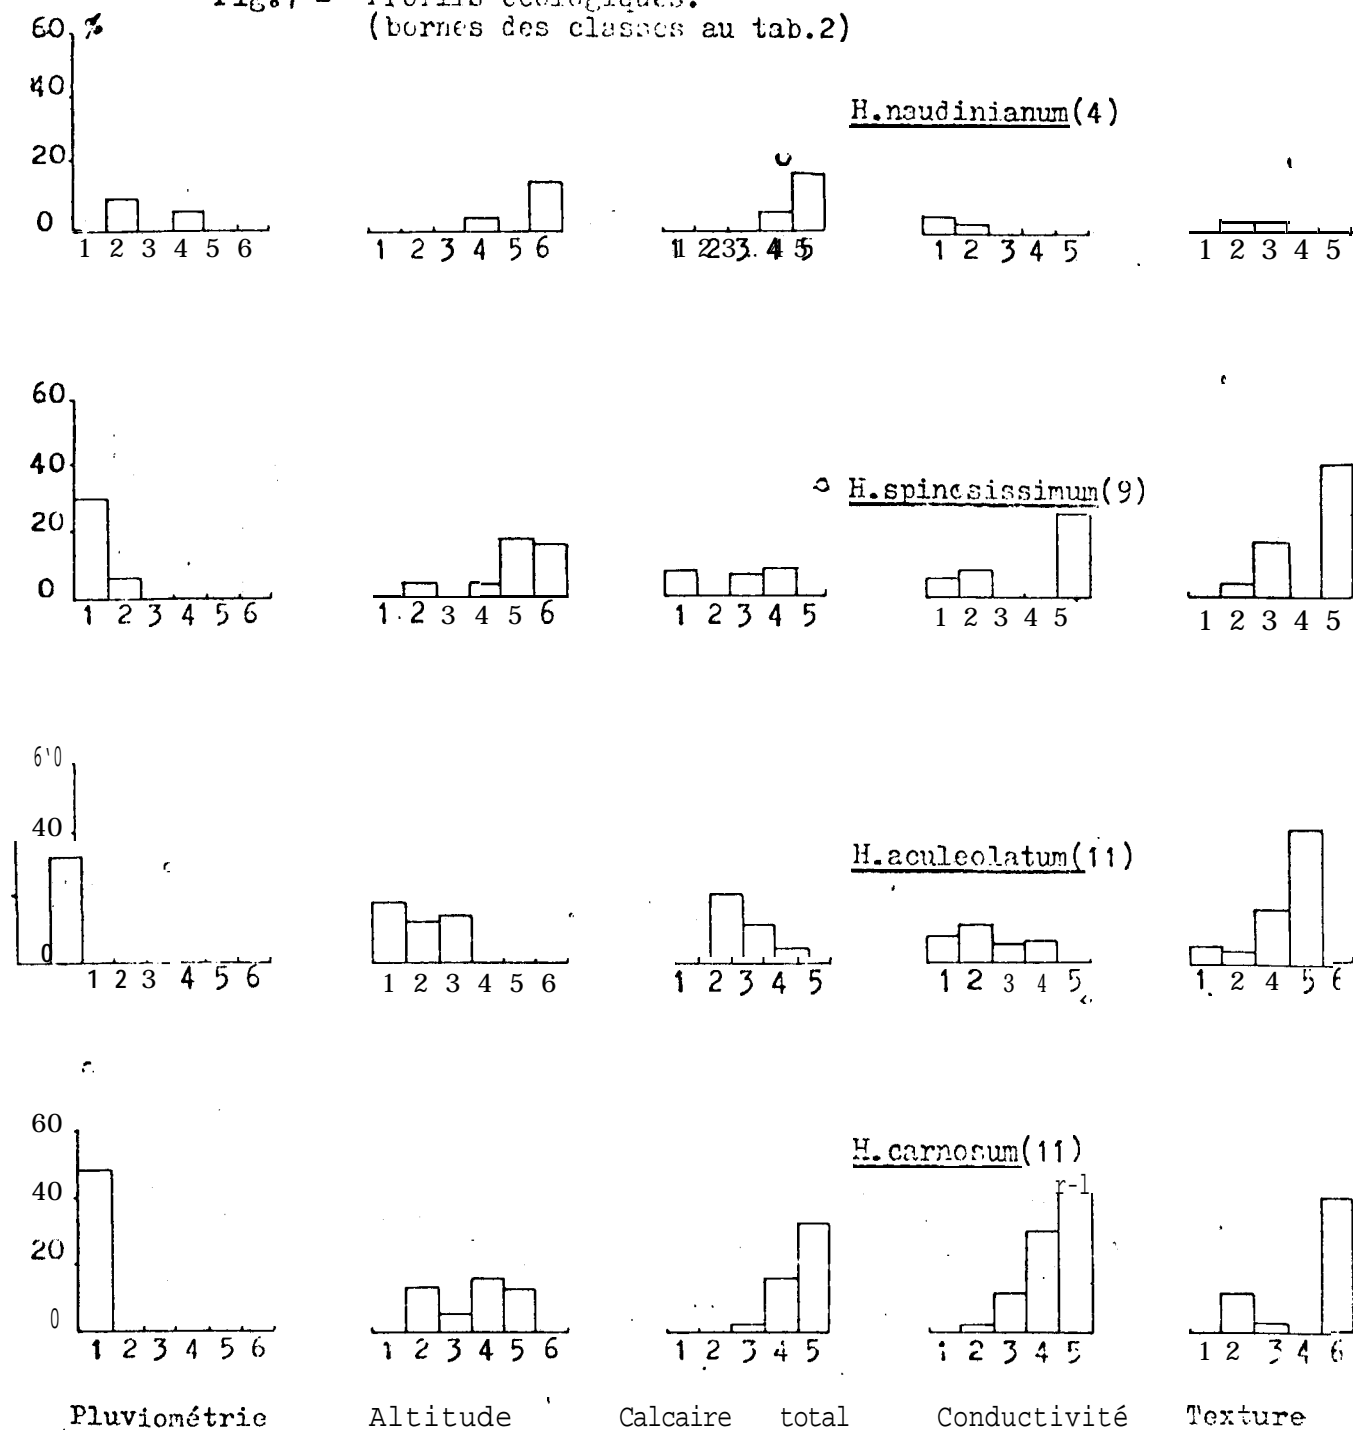 Fig.7 - Profils écologiques.
(bornes des classes au tab.2)
60 %
40
20
0
H.naudinianum(4)
1 2 3 4 5 6
1 2 3 4 5 6
1 2 3 4 5
1 2 3 4 5
1 2 3 4 5
60
40
20
0
H.spinosissimum(9)
1 2 3 4 5 6
1 2 3 4 5 6
1 2 3 4 5
1 2 3 4 5
1 2 3 4 5
60
40
0
H.aculeolatum(11)
1 2 3 4 5 6
1 2 3 4 5 6
1 2 3 4 5
1 2 3 4 5
1 2 4 5 6
60
40
20
0
H.carnosum(11)
1 2 3 4 5 6
1 2 3 4 5 6
1 2 3 4 5
1 2 3 4 5
1 2 3 4 6
Pluviométrie Altitude Calcaire total Conductivité Texture